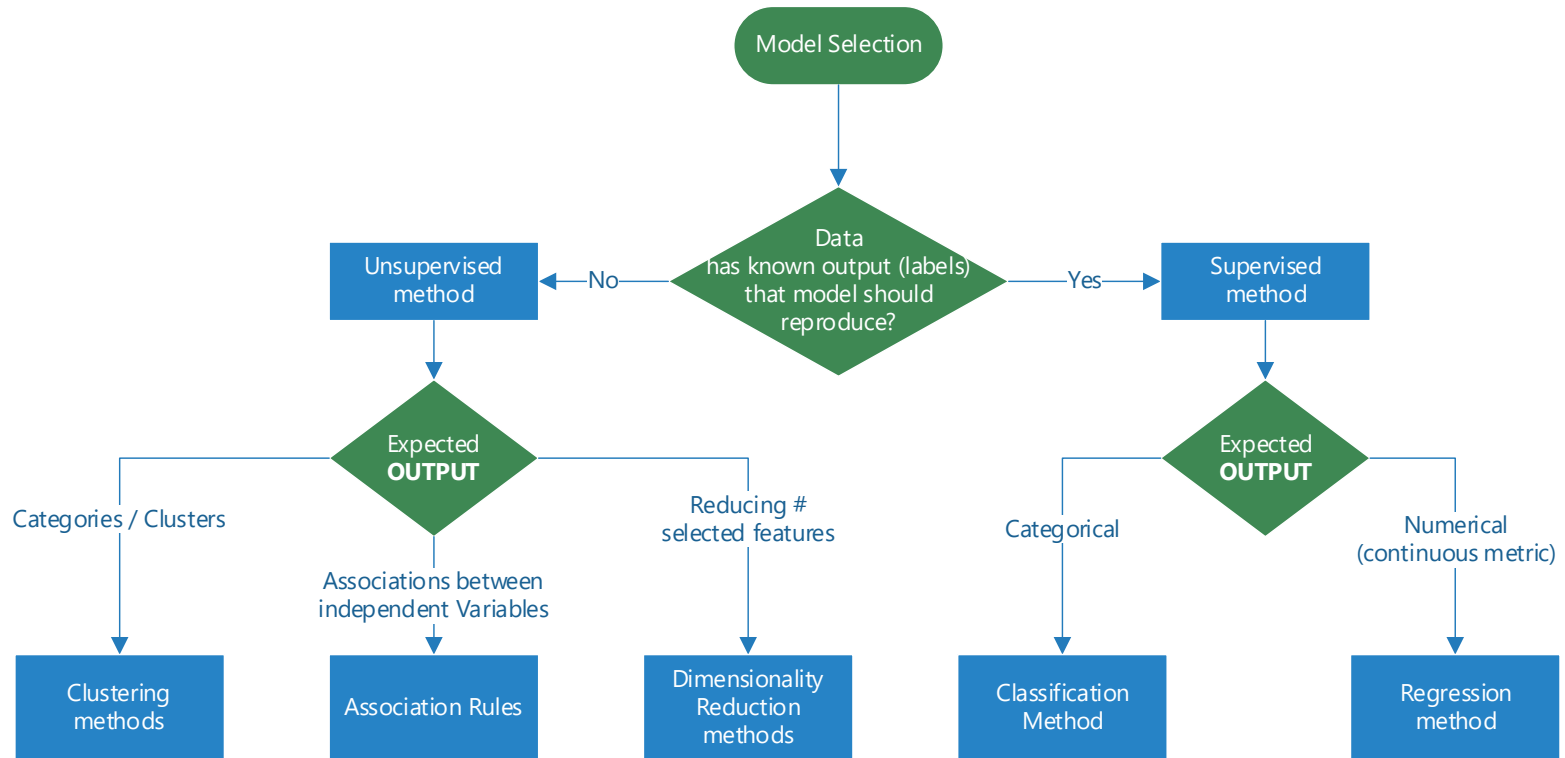 Model Selection
Data
has known output (labels)
that model should
reproduce?
Unsupervised
method
No
Yes
Supervised
method
Expected
OUTPUT
Expected
OUTPUT
Categories / Clusters
Associations between
independent Variables
Reducing #
selected features
Categorical
Numerical
(continuous metric)
Clustering
methods
Association Rules
Dimensionality
Reduction
methods
Classification
Method
Regression
method